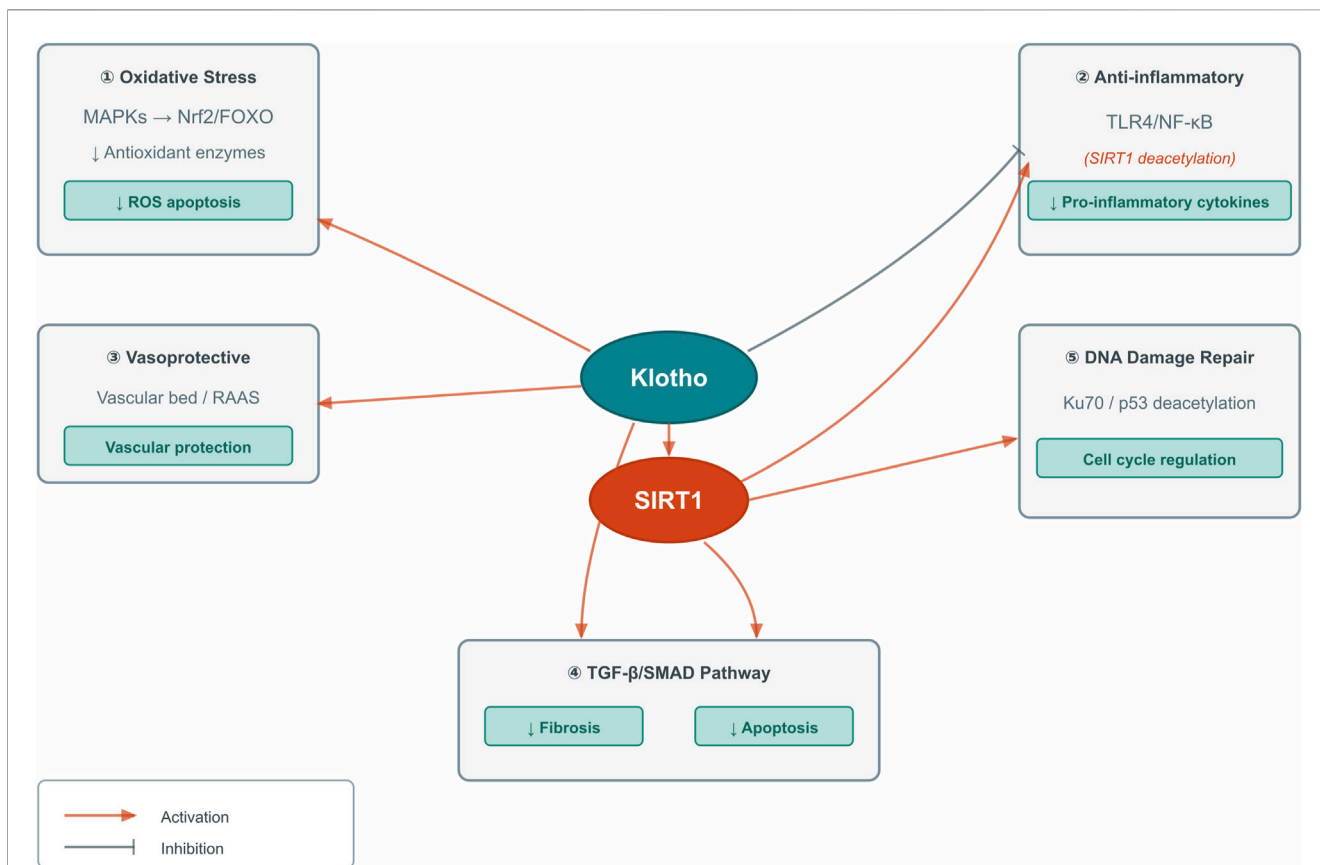 ① Oxidative Stress
MAPKs → Nrf2/FOXO
↓ Antioxidant enzymes
↓ ROS apoptosis
② Anti-inflammatory
TLR4/NF-κB
(SIRT1 deacetylation)
↓ Pro-inflammatory cytokines
③ Vasoprotective
Vascular bed / RAAS
Vascular protection
Klotho
SIRT1
⑤ DNA Damage Repair
Ku70 / p53 deacetylation
Cell cycle regulation
④ TGF-β/SMAD Pathway
↓ Fibrosis
↓ Apoptosis
Activation
Inhibition